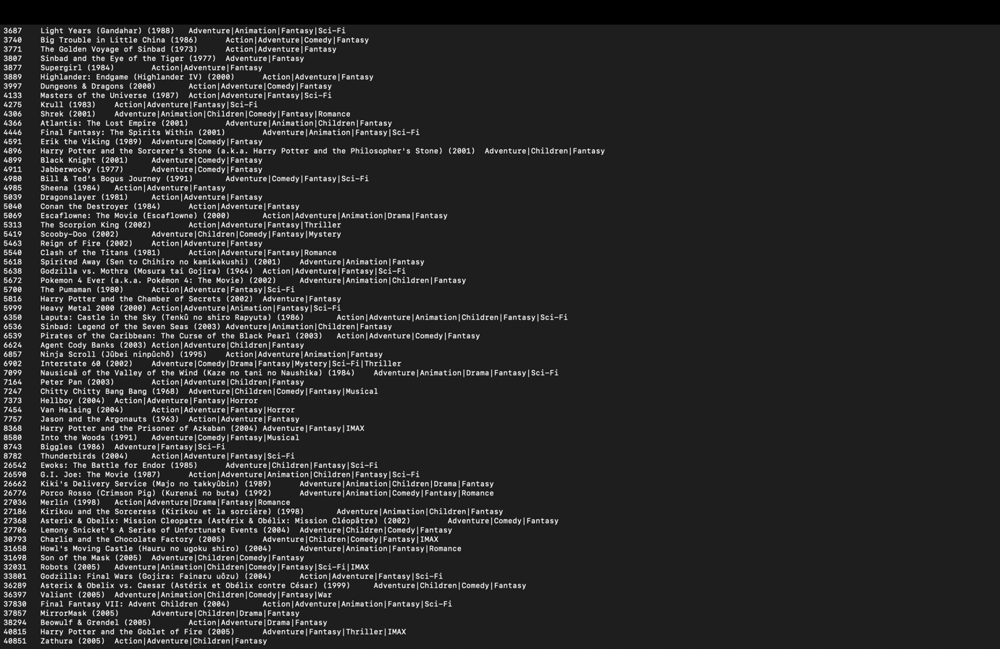 3687 Light Years (Gandahar) (1988) Adventure|Animation|Fantasy|Sci-Fi
3740 Big Trouble in Little China (1986) Action|Adventure|Comedy|Fantasy
3771 The Golden Voyage of Sinbad (1973) Action|Adventure|Fantasy
3807 Sinbad and the Eye of the Tiger (1977) Adventure|Fantasy
3877 Supergirl (1984) Action|Adventure|Fantasy
3889 Highlander: Endgame (Highlander IV) (2000) Action|Adventure|Fantasy
3997 Dungeons & Dragons (2000) Action|Adventure|Comedy|Fantasy
4133 Masters of the Universe (1987) Action|Adventure|Fantasy|Sci-Fi
4275 Krull (1983) Action|Adventure|Fantasy|Sci-Fi
4306 Shrek (2001) Adventure|Animation|Children|Comedy|Fantasy|Romance
4366 Atlantis: The Lost Empire (2001) Adventure|Animation|Children|Fantasy
4446 Final Fantasy: The Spirits Within (2001) Adventure|Animation|Fantasy|Sci-Fi
4591 Erik the Viking (1989) Adventure|Comedy|Fantasy
4896 Harry Potter and the Sorcerer's Stone (a.k.a. Harry Potter and the Philosopher's Stone) (2001) Adventure|Children|Fantasy
4899 Black Knight (2001) Adventure|Comedy|Fantasy
4911 Jabberwocky (1977) Adventure|Comedy|Fantasy
4980 Bill & Ted's Bogus Journey (1991) Adventure|Comedy|Fantasy|Sci-Fi
4985 Sheena (1984) Action|Adventure|Fantasy
5039 Dragonslayer (1981) Action|Adventure|Fantasy
5040 Conan the Destroyer (1984) Action|Adventure|Fantasy
5069 Escaflowne: The Movie (Escaflowne) (2000) Action|Adventure|Animation|Drama|Fantasy
5313 The Scorpion King (2002) Action|Adventure|Fantasy|Thriller
5419 Scooby-Doo (2002) Adventure|Children|Comedy|Fantasy|Mystery
5463 Reign of Fire (2002) Action|Adventure|Fantasy
5540 Clash of the Titans (1981) Action|Adventure|Fantasy|Romance
5618 Spirited Away (Sen to Chihiro no kamikakushi) (2001) Adventure|Animation|Fantasy
5638 Godzilla vs. Mothra (Mosura tai Gojira) (1964) Action|Adventure|Fantasy|Sci-Fi
5672 Pokemon 4 Ever (a.k.a. Pokémon 4: The Movie) (2002) Adventure|Animation|Children|Fantasy
5700 The Pumaman (1980) Action|Adventure|Fantasy|Sci-Fi
5816 Harry Potter and the Chamber of Secrets (2002) Adventure|Fantasy
5999 Heavy Metal 2000 (2000) Action|Adventure|Animation|Fantasy|Sci-Fi
6350 Laputa: Castle in the Sky (Tenkû no shiro Rapyuta) (1986) Action|Adventure|Animation|Children|Fantasy|Sci-Fi
6536 Sinbad: Legend of the Seven Seas (2003) Adventure|Animation|Children|Fantasy
6539 Pirates of the Caribbean: The Curse of the Black Pearl (2003) Action|Adventure|Comedy|Fantasy
6624 Agent Cody Banks (2003) Action|Adventure|Children|Fantasy
6857 Ninja Scroll (Jûbei ninpûchô) (1995) Action|Adventure|Animation|Fantasy
6902 Interstate 60 (2002) Adventure|Comedy|Drama|Fantasy|Mystery|Sci-Fi|Thriller
7099 Nausicaä of the Valley of the Wind (Kaze no tani no Naushika) (1984) Adventure|Animation|Drama|Fantasy|Sci-Fi
7164 Peter Pan (2003) Action|Adventure|Children|Fantasy
7247 Chitty Chitty Bang Bang (1968) Adventure|Children|Comedy|Fantasy|Musical
7373 Hellboy (2004) Action|Adventure|Fantasy|Horror
7454 Van Helsing (2004) Action|Adventure|Fantasy|Horror
7757 Jason and the Argonauts (1963) Action|Adventure|Fantasy
8368 Harry Potter and the Prisoner of Azkaban (2004) Adventure|Fantasy|IMAX
8580 Into the Woods (1991) Adventure|Comedy|Fantasy|Musical
8743 Biggles (1986) Adventure|Fantasy|Sci-Fi
8782 Thunderbirds (2004) Action|Adventure|Fantasy|Sci-Fi
26542 Ewoks: The Battle for Endor (1985) Adventure|Children|Fantasy|Sci-Fi
26590 G.I. Joe: The Movie (1987) Action|Adventure|Animation|Children|Fantasy|Sci-Fi
26662 Kiki's Delivery Service (Majo no takkyûbin) (1989) Adventure|Animation|Children|Drama|Fantasy
26776 Porco Rosso (Crimson Pig) (Kurenai no buta) (1992) Adventure|Animation|Comedy|Fantasy|Romance
27036 Merlin (1998) Action|Adventure|Drama|Fantasy|Romance
27186 Kirikou and the Sorceress (Kirikou et la sorcière) (1998) Adventure|Animation|Children|Fantasy
27368 Asterix & Obelix: Mission Cleopatra (Astérix & Obélix: Mission Cléopâtre) (2002) Adventure|Comedy|Fantasy
27706 Lemony Snicket's A Series of Unfortunate Events (2004) Adventure|Children|Comedy|Fantasy
30793 Charlie and the Chocolate Factory (2005) Adventure|Children|Comedy|Fantasy|IMAX
31658 Howl's Moving Castle (Hauru no ugoku shiro) (2004) Adventure|Animation|Fantasy|Romance
31698 Son of the Mask (2005) Adventure|Children|Comedy|Fantasy
32031 Robots (2005) Adventure|Animation|Children|Comedy|Fantasy|Sci-Fi|IMAX
33801 Godzilla: Final Wars (Gojira: Fainaru uôzu) (2004) Action|Adventure|Fantasy|Sci-Fi
36289 Asterix & Obelix vs. Caesar (Astérix et Obélix contre César) (1999) Adventure|Children|Comedy|Fantasy
36397 Valiant (2005) Adventure|Animation|Children|Comedy|Fantasy|War
37830 Final Fantasy VII: Advent Children (2004) Action|Adventure|Animation|Fantasy|Sci-Fi
37857 MirrorMask (2005) Adventure|Children|Drama|Fantasy
38294 Beowulf & Grendel (2005) Action|Adventure|Drama|Fantasy
40815 Harry Potter and the Goblet of Fire (2005) Adventure|Fantasy|Thriller|IMAX
40851 Zathura (2005) Action|Adventure|Children|Fantasy